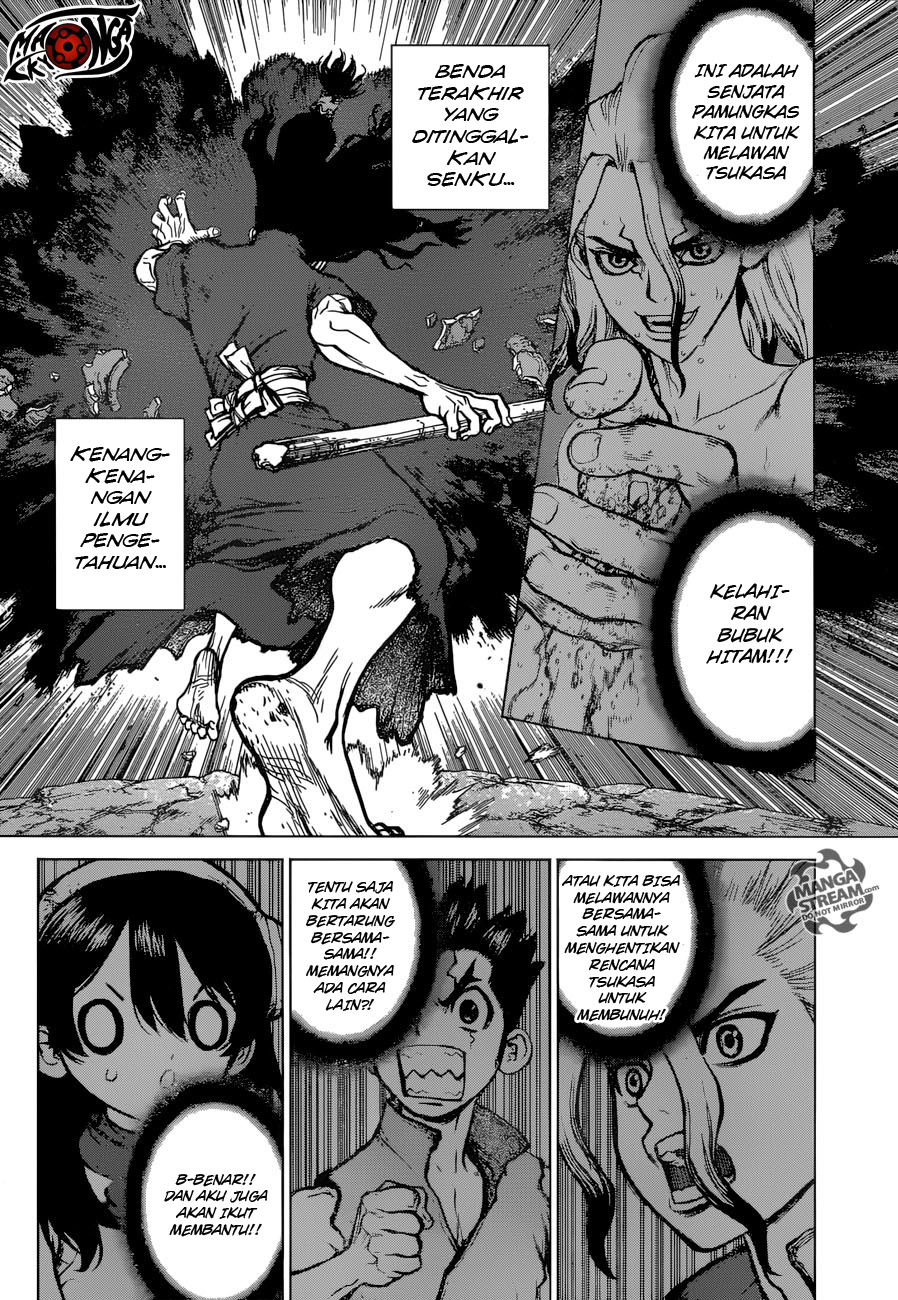 MANGAKK
INI ADALAH
SENJATA
PAMUNGKAS
KITA UNTUK
MELAWAN
TSUKASA
BENDA
TERAKHIR
YANG
DITINGGAL-
KAN
SENKU...
KELAHI-
RAN
BUBUK
HITAM!!!
KENANG-
KENA-
NGAN
ILMU
PENGE-
TAHUAN...
ATAU KITA BISA
MELAWANNYA
BERSAMA-
SAMA UNTUK
MENGHENTIKAN
RENCANA
TSUKASA
UNTUK
MEMBUNUH!
TENTU SAJA
KITA AKAN
BERTARUNG
BERSAMA-
SAMA!!
MEMANGNYA
ADA CARA
LAIN?!
B-BENAR!!
DAN AKU JUGA
AKAN IKUT
MEMBANTU!!
MANGA
STREAM.com
DO NOT MIRROR